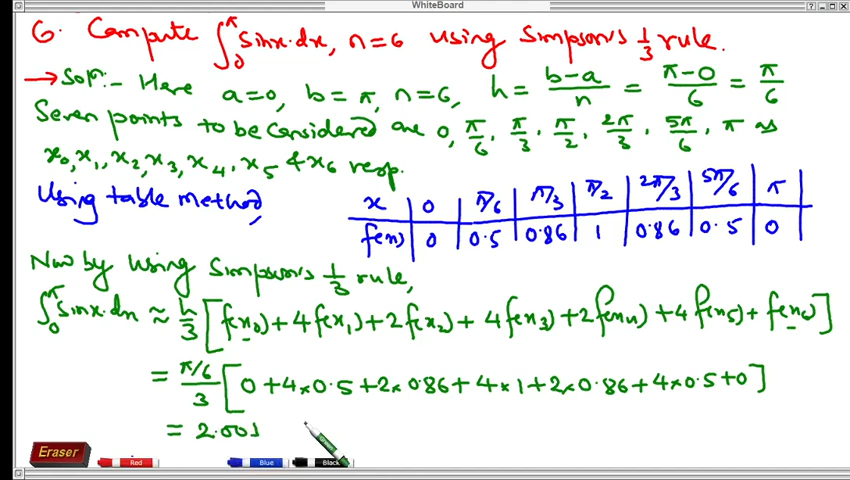 WhiteBoard
6. Compute ∫₀^π sinx·dx, n=6 using Simpson's 1/3 rule.
→ Solⁿ:- Here a=0, b=π, n=6, h = (b-a)/n = (π-0)/6 = π/6
Seven points to be considered are 0, π/6, π/3, π/2, 2π/3, 5π/6, π as
x₀, x₁, x₂, x₃, x₄, x₅ & x₆ resp.
Using table method,
x | 0 | π/6 | π/3 | π/2 | 2π/3 | 5π/6 | π
f(x) | 0 | 0.5 | 0.86 | 1 | 0.86 | 0.5 | 0
Now by using Simpson's 1/3 rule,
∫₀^π sinx·dx ≈ h/3 [f(x₀) + 4f(x₁) + 2f(x₂) + 4f(x₃) + 2f(x₄) + 4f(x₅) + f(x₆)]
= (π/6)/3 [0 + 4×0.5 + 2×0.86 + 4×1 + 2×0.86 + 4×0.5 + 0]
= 2.001
Eraser
Red Blue Black